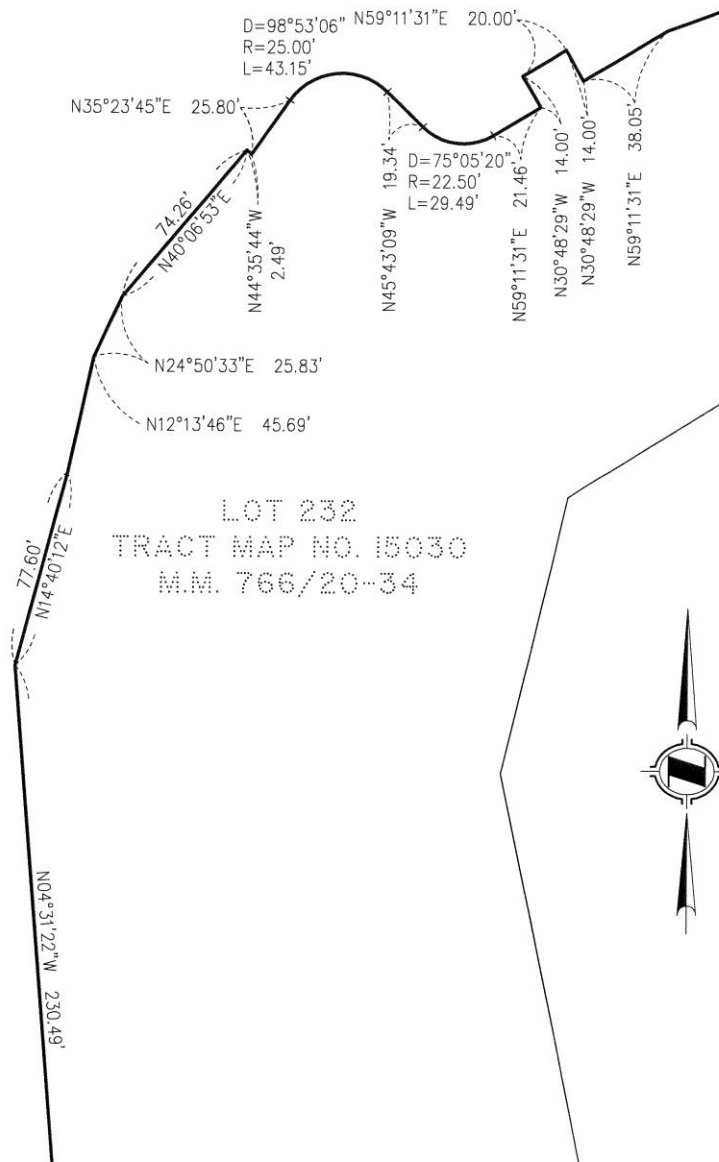 D=98°53'06"
R=25.00'
L=43.15'
N59°11'31"E 20.00'
N35°23'45"E 25.80'
74.26'
N40°06'53"E
N44°35'44"W
2.49'
N45°43'09"W 19.34'
D=75°05'20"
R=22.50'
L=29.49'
N59°11'31"E 21.46'
N30°48'29"W 14.00'
N30°48'29"W 14.00'
N59°11'31"E 38.05'
N24°50'33"E 25.83'
N12°13'46"E 45.69'
77.60'
N14°40'12"E
LOT 232
TRACT MAP NO. 15030
M.M. 766/20-34
N04°31'22"W 230.49'
N